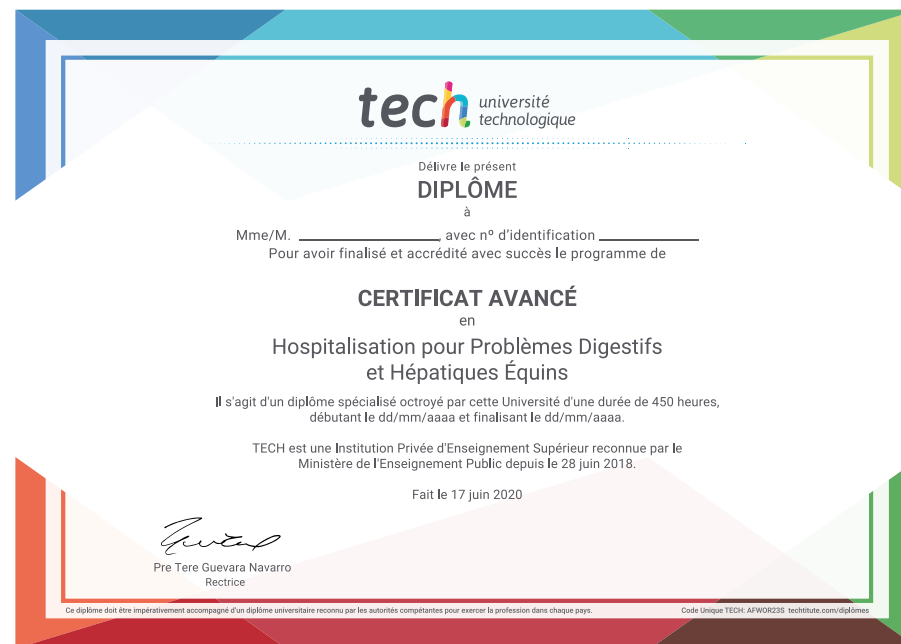 tech université
technologique
Délivre le présent
DIPLÔME
à
Mme/M. , avec nº d'identification
Pour avoir finalisé et accrédité avec succès le programme de
CERTIFICAT AVANCÉ
en
Hospitalisation pour Problèmes Digestifs
et Hépatiques Équins
Il s'agit d'un diplôme spécialisé octroyé par cette Université d'une durée de 450 heures,
débutant le dd/mm/aaaa et finalisant le dd/mm/aaaa.
TECH est une Institution Privée d'Enseignement Supérieur reconnue par le
Ministère de l'Enseignement Public depuis le 28 juin 2018.
Fait le 17 juin 2020
Pre Tere Guevara Navarro
Rectrice
Ce diplôme doit être impérativement accompagné d'un diplôme universitaire reconnu par les autorités compétentes pour exercer la profession dans chaque pays.
Code Unique TECH: AFWOR23S techtitute.com/diplômes